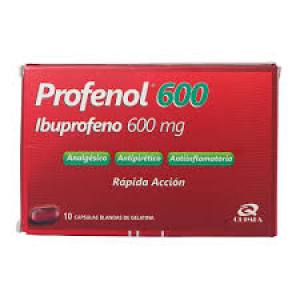 Profenol® 600
Ibuprofeno 600 mg
Analgésico Antipirético Antiinflamatorio
Rápida Acción
10 CÁPSULAS BLANDAS DE GELATINA